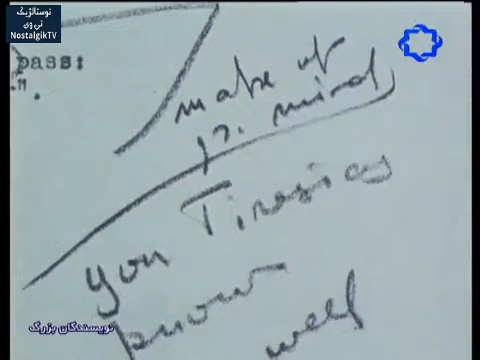 نوستالژیک
تی وی
NostalgikTV
pass:
make up
yr. mind
you Tiresias
know
well
نویسندگان بزرگ